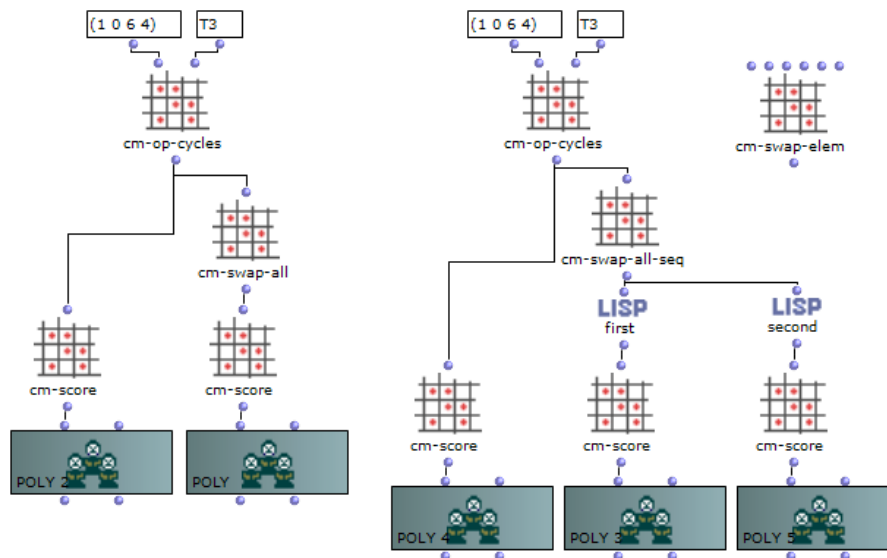 (1 0 6 4) T3 (1 0 6 4) T3
cm-op-cycles cm-op-cycles cm-swap-elem
cm-swap-all cm-swap-all-seq
LISP LISP
first second
cm-score cm-score cm-score cm-score cm-score
POLY 2 POLY POLY 4 POLY 3 POLY 5